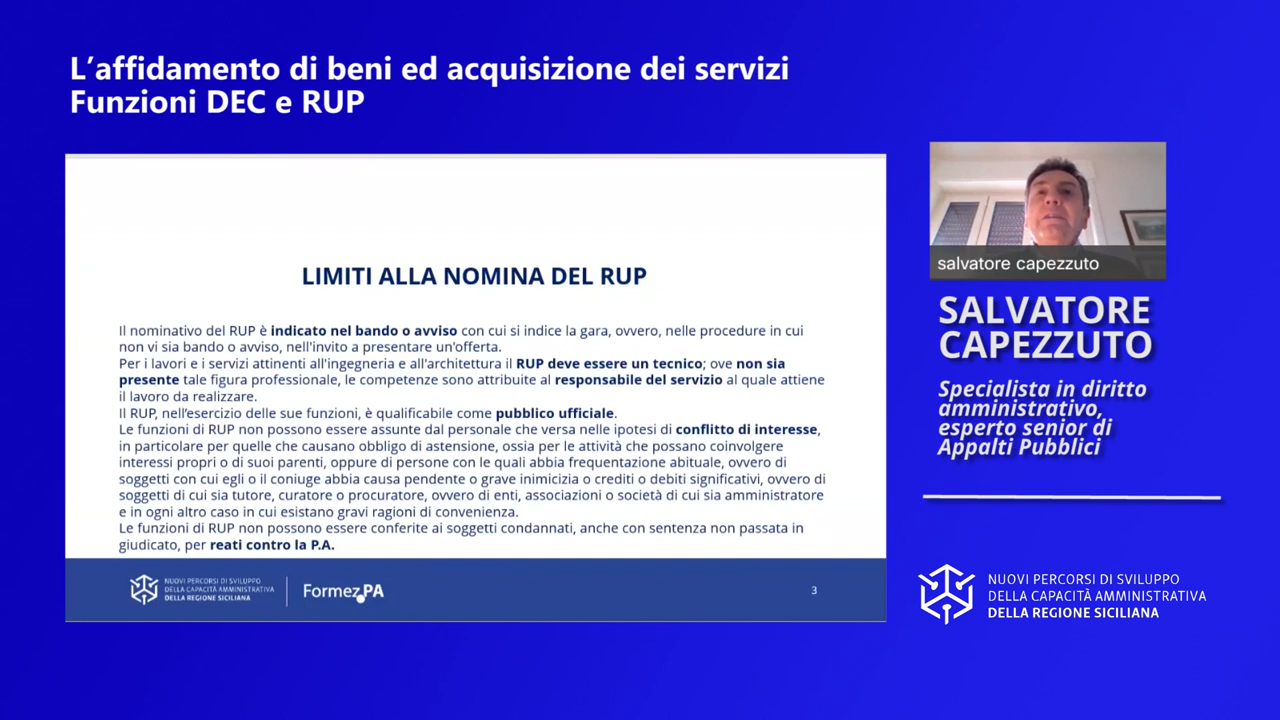 L’affidamento di beni ed acquisizione dei servizi
Funzioni DEC e RUP
LIMITI ALLA NOMINA DEL RUP
Il nominativo del RUP è indicato nel bando o avviso con cui si indice la gara, ovvero, nelle procedure in cui
non vi sia bando o avviso, nell'invito a presentare un'offerta.
Per i lavori e i servizi attinenti all'ingegneria e all'architettura il RUP deve essere un tecnico; ove non sia
presente tale figura professionale, le competenze sono attribuite al responsabile del servizio al quale attiene
il lavoro da realizzare.
Il RUP, nell’esercizio delle sue funzioni, è qualificabile come pubblico ufficiale.
Le funzioni di RUP non possono essere assunte dal personale che versa nelle ipotesi di conflitto di interesse,
in particolare per quelle che causano obbligo di astensione, ossia per le attività che possano coinvolgere
interessi propri o di suoi parenti, oppure di persone con le quali abbia frequentazione abituale, ovvero di
soggetti con cui egli o il coniuge abbia causa pendente o grave inimicizia o crediti o debiti significativi, ovvero di
soggetti di cui sia tutore, curatore o procuratore, ovvero di enti, associazioni o società di cui sia amministratore
e in ogni altro caso in cui esistano gravi ragioni di convenienza.
Le funzioni di RUP non possono essere conferite ai soggetti condannati, anche con sentenza non passata in
giudicato, per reati contro la P.A.
NUOVI PERCORSI DI SVILUPPO
DELLA CAPACITÀ AMMINISTRATIVA
DELLA REGIONE SICILIANA
Formez PA
3
salvatore capezzuto
SALVATORE
CAPEZZUTO
Specialista in diritto
amministrativo,
esperto senior di
Appalti Pubblici
NUOVI PERCORSI DI SVILUPPO
DELLA CAPACITÀ AMMINISTRATIVA
DELLA REGIONE SICILIANA